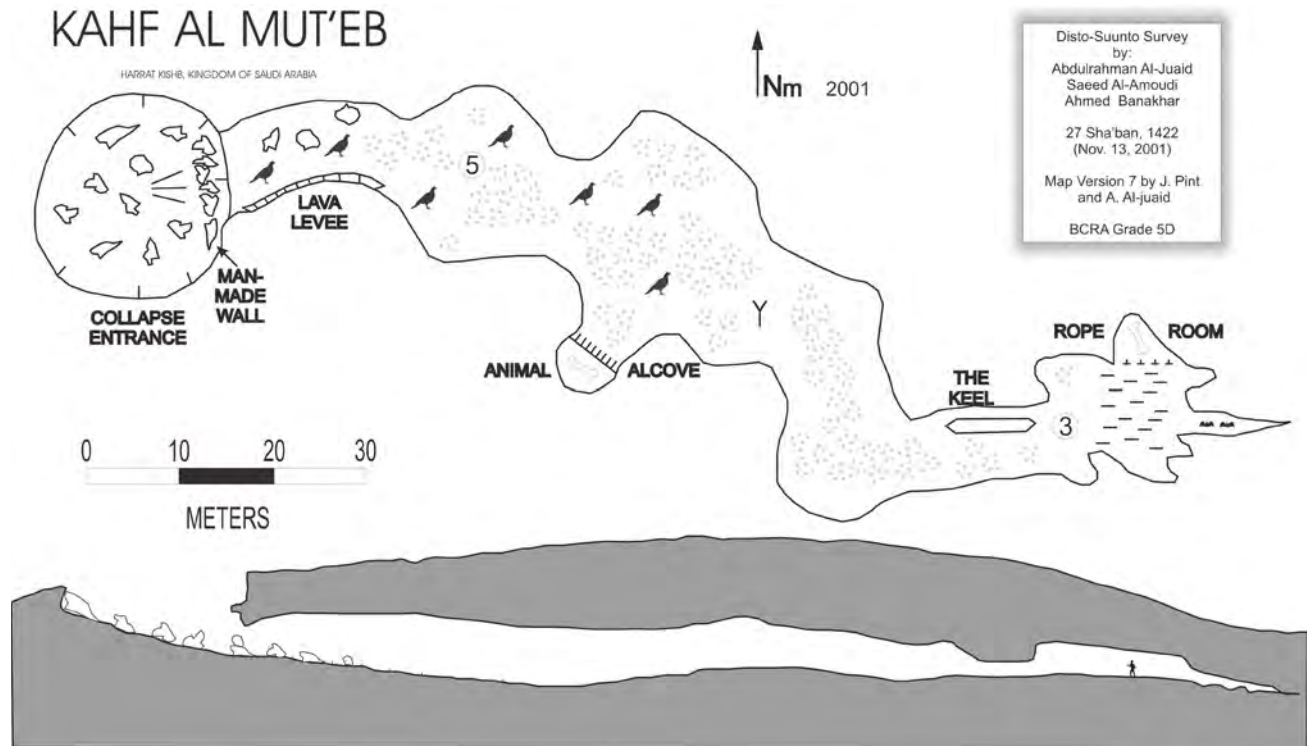 KAHF AL MUT'EB
HARRAT KISHB, KINGDOM OF SAUDI ARABIA
Nm 2001
Disto-Suunto Survey
by:
Abdulrahman Al-Juaid
Saeed Al-Amoudi
Ahmed Banakhar
27 Sha'ban, 1422
(Nov. 13, 2001)
Map Version 7 by J. Pint
and A. Al-juaid
BCRA Grade 5D
5
LAVA
LEVEE
MAN-
MADE
WALL
COLLAPSE
ENTRANCE
Y
ANIMAL ALCOVE
ROPE ROOM
THE
KEEL
3
0 10 20 30
METERS